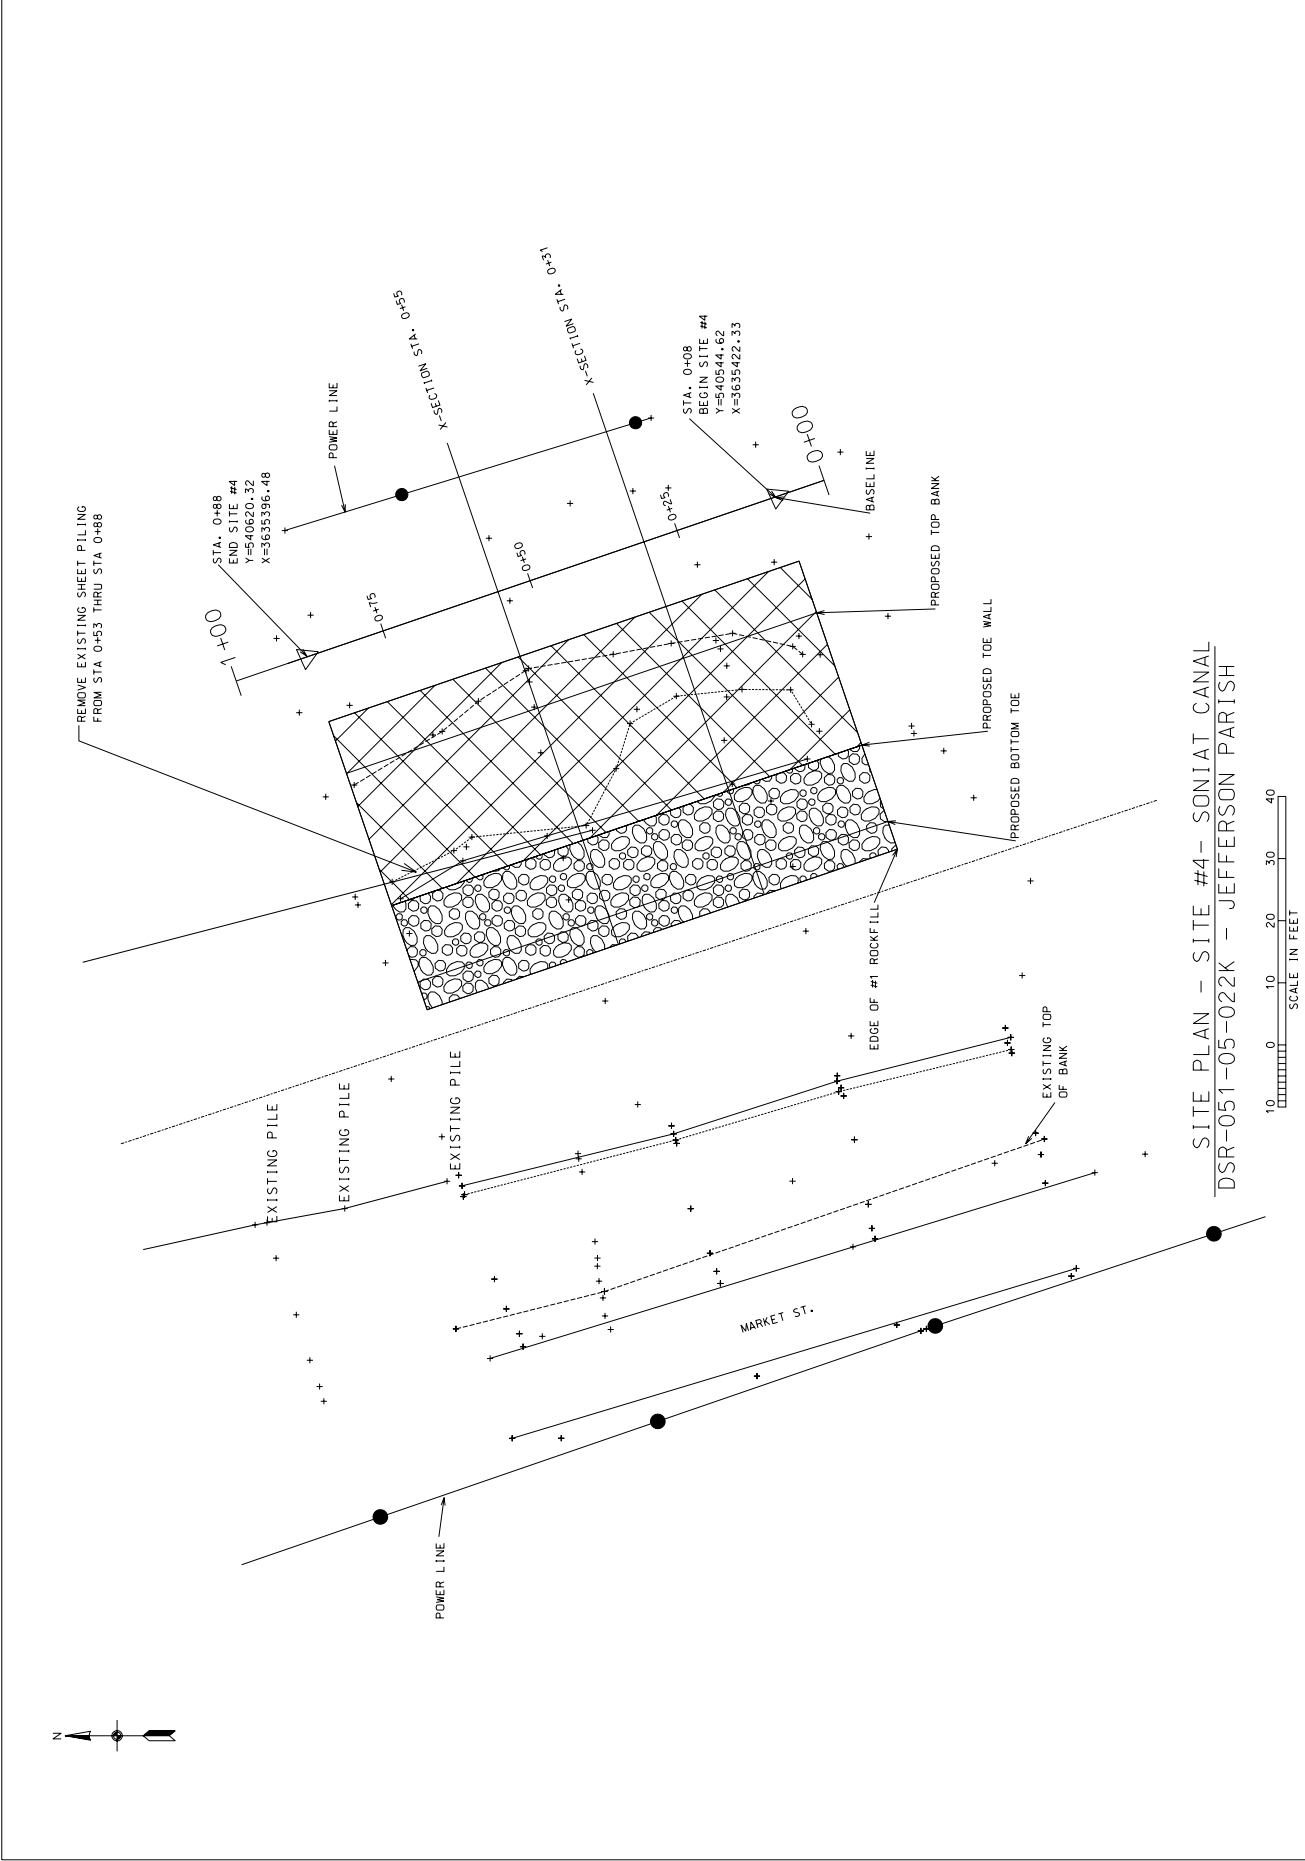 N
REMOVE EXISTING SHEET PILING
FROM STA 0+53 THRU STA 0+88
STA. 0+88
END SITE #4
Y=540620.32
X=3635396.48
POWER LINE
X-SECTION STA. 0+55
X-SECTION STA. 0+31
STA. 0+08
BEGIN SITE #4
Y=540544.62
X=3635422.33
1+00
0+75
0+50
0+25
0+00
BASELINE
PROPOSED TOP BANK
PROPOSED TOE WALL
PROPOSED BOTTOM TOE
EDGE OF #1 ROCKFILL
EXISTING PILE
EXISTING PILE
EXISTING PILE
EXISTING TOP
OF BANK
MARKET ST.
POWER LINE
SITE PLAN - SITE #4- SONIAT CANAL
DSR-051-05-022K - JEFFERSON PARISH
10 0 10 20 30 40
SCALE IN FEET